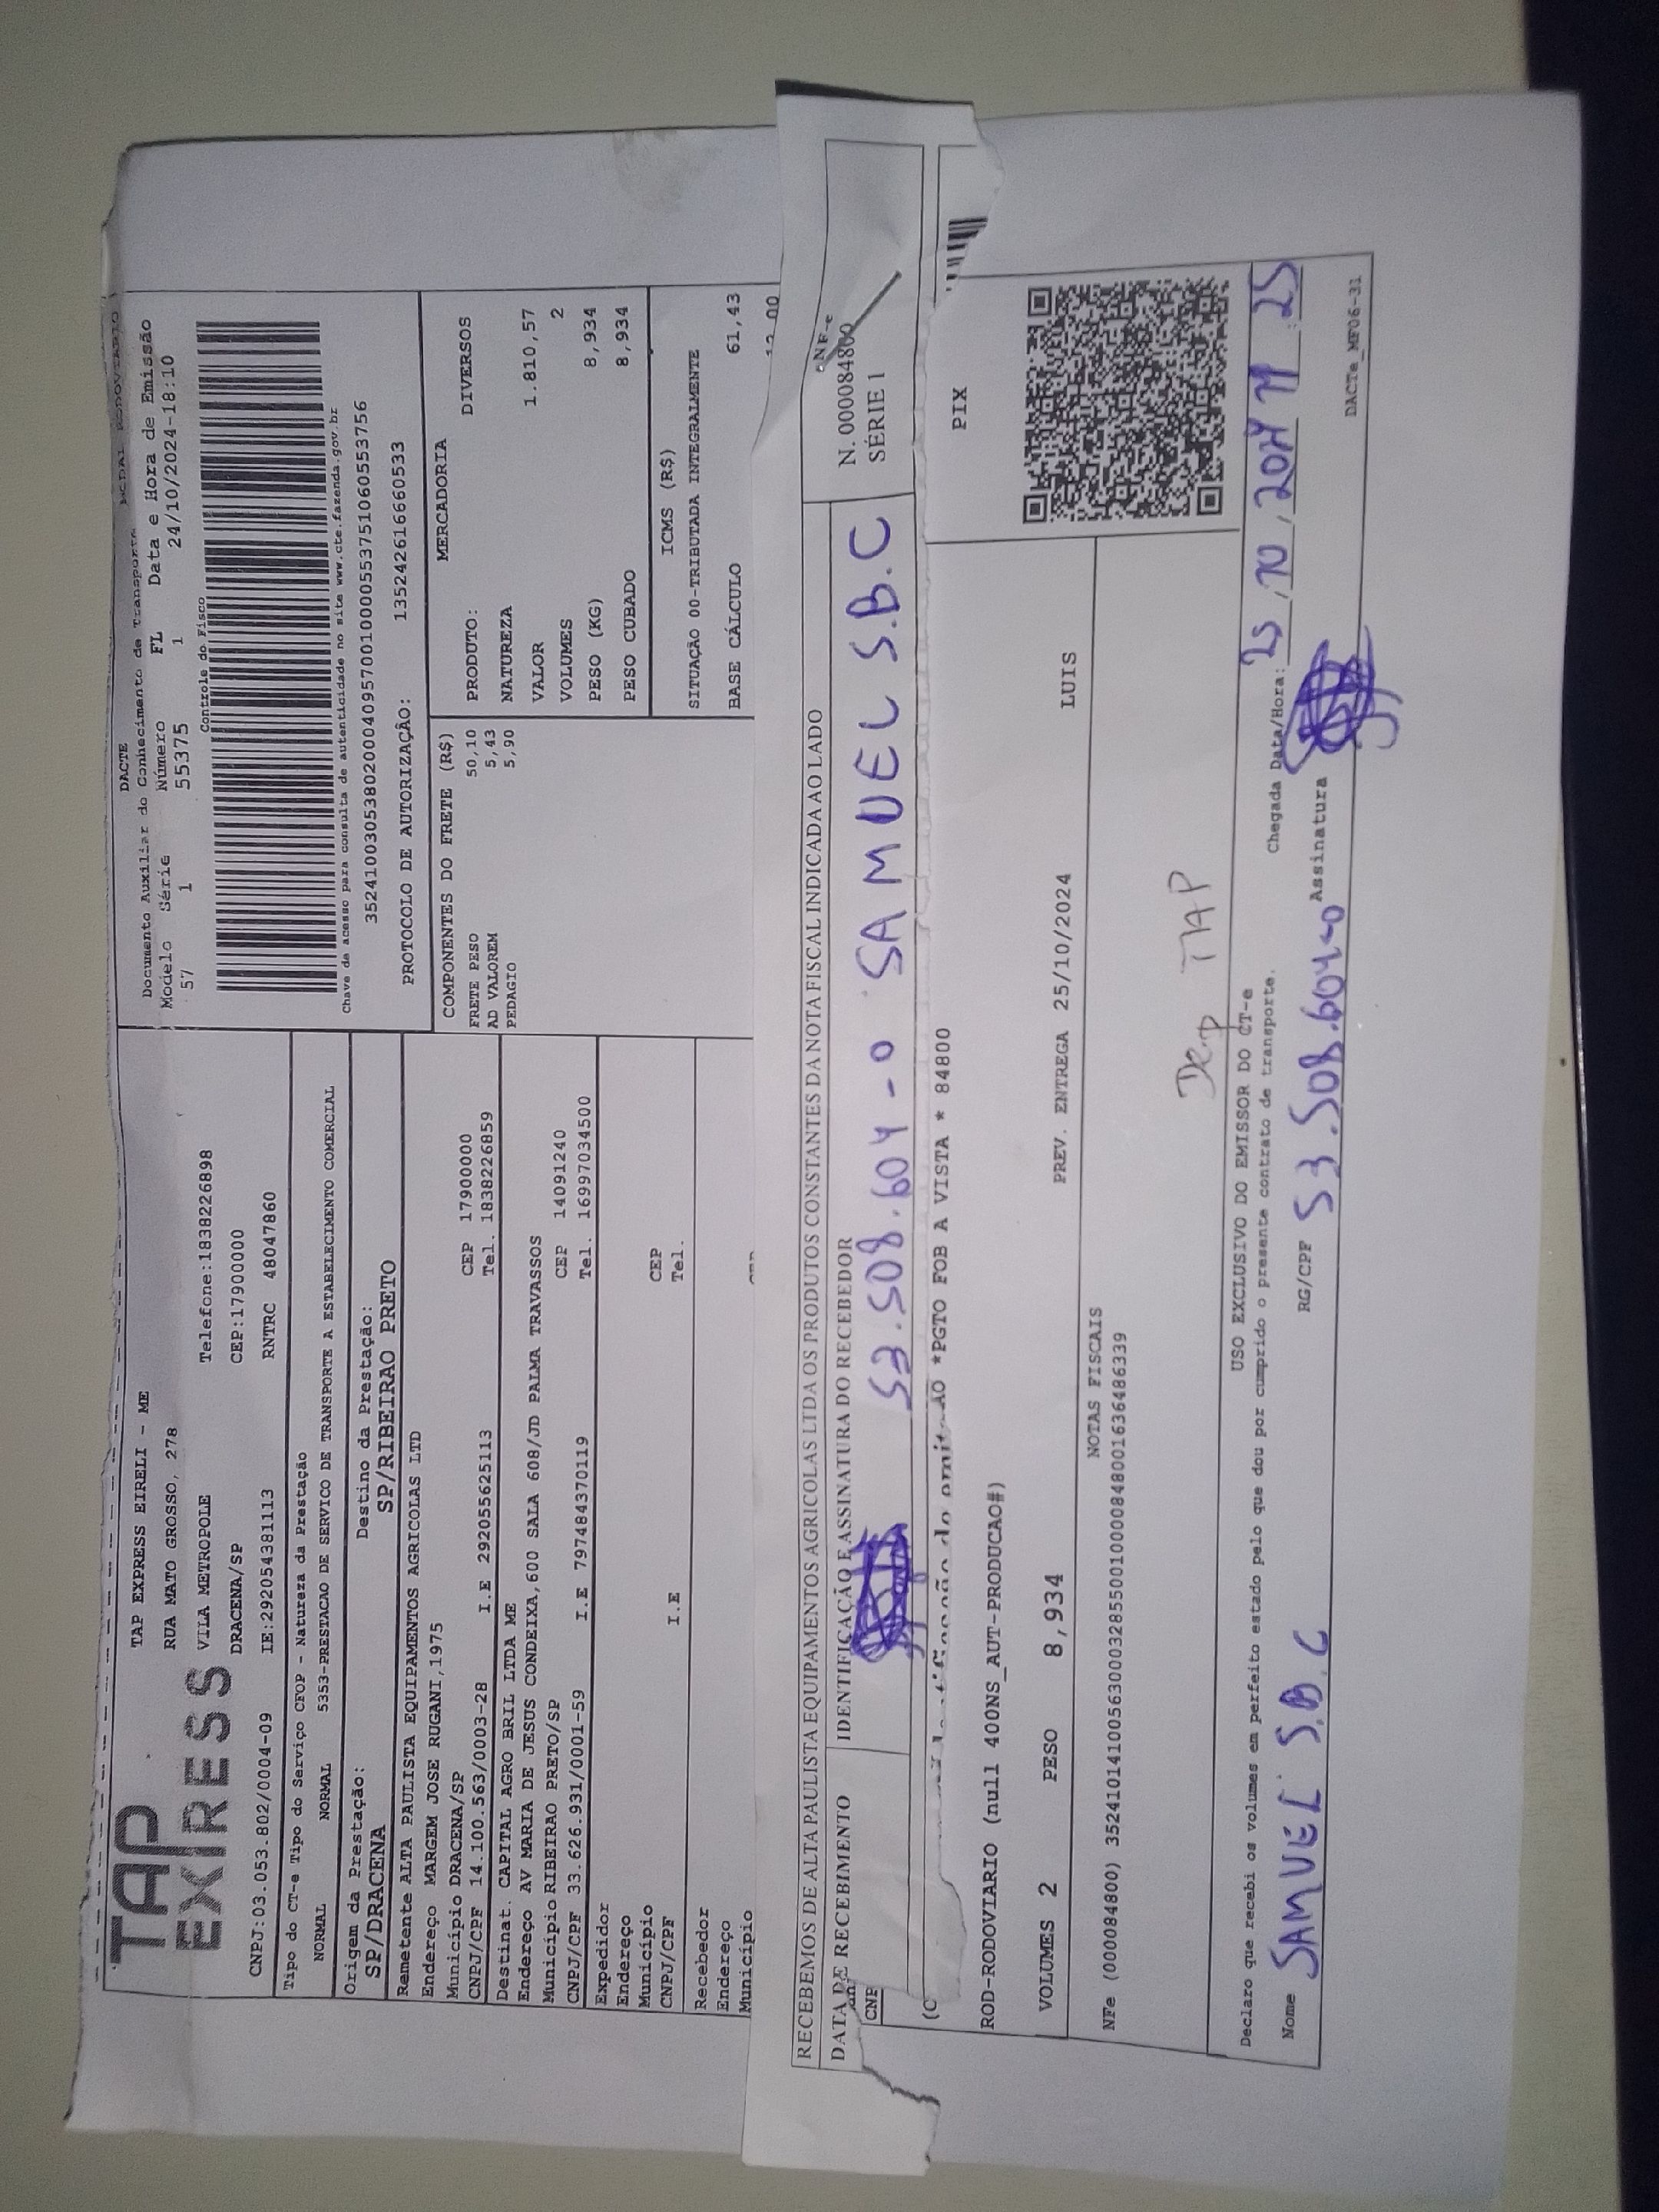 DACTE
Documento Auxiliar do Conhecimento de Transporte
Modelo Série Número FL Data e Hora de Emissão
57 1 55375 1 24/10/2024-18:10
Controle do Fisco
Chave de acesso para consulta de autenticidade no site www.cte.fazenda.gov.br
35241003053802000409570010000553751060553756
PROTOCOLO DE AUTORIZAÇÃO: 135242616660533
TAP EXPRESS
TAP EXPRESS EIRELI - ME
RUA MATO GROSSO, 278
VILA METROPOLE Telefone:1838226898
DRACENA/SP CEP:17900000
CNPJ:03.053.802/0004-09 IE:292054381113 RNTRC 48047860
Tipo do CT-e Tipo do Serviço CFOP - Natureza da Prestação
NORMAL NORMAL 5353-PRESTACAO DE SERVICO DE TRANSPORTE A ESTABELECIMENTO COMERCIAL
Origem da Prestação: Destino da Prestação:
SP/DRACENA SP/RIBEIRAO PRETO
Remetente ALTA PAULISTA EQUIPAMENTOS AGRICOLAS LTD
Endereço MARGEM JOSE RUGANI,1975
Município DRACENA/SP CEP 17900000
CNPJ/CPF 14.100.563/0003-28 I.E 292055625113 Tel. 1838226859
Destinat. CAPITAL AGRO BRIL LTDA ME
Endereço AV MARIA DE JESUS CONDEIXA,600 SALA 608/JD PALMA TRAVASSOS
Município RIBEIRAO PRETO/SP CEP 14091240
CNPJ/CPF 33.626.931/0001-59 I.E 797484370119 Tel. 16997034500
Expedidor
Endereço
Município CEP
CNPJ/CPF I.E Tel.
Recebedor
Endereço
Município
COMPONENTES DO FRETE (R$)
FRETE PESO 50,10
AD VALOREM 5,43
PEDAGIO 5,90
MERCADORIA
PRODUTO: DIVERSOS
NATUREZA
VALOR 1.810,57
VOLUMES 2
PESO (KG) 8,934
PESO CUBADO 8,934
ICMS (R$)
SITUAÇÃO 00-TRIBUTADA INTEGRALMENTE
BASE CÁLCULO 61,43
RECEBEMOS DE ALTA PAULISTA EQUIPAMENTOS AGRICOLAS LTDA OS PRODUTOS CONSTANTES DA NOTA FISCAL INDICADA AO LADO
NF-e
N. 000084800
SÉRIE 1
DATA DE RECEBIMENTO IDENTIFICAÇÃO E ASSINATURA DO RECEBEDOR
53.508.604-0 SAMUEL S.B.C
*PGTO FOB A VISTA * 84800
PIX
ROD-RODOVIARIO (null 400NS_AUT-PRODUCAO#)
VOLUMES 2 PESO 8,934 PREV. ENTREGA 25/10/2024 LUIS
NOTAS FISCAIS
NFe (000084800) 35241014100563000328550010000848001636486339
Dep TAP
USO EXCLUSIVO DO EMISSOR DO CT-e
Declaro que recebi os volumes em perfeito estado pelo que dou por cumprido o presente contrato de transporte.
Chegada Data/Hora: 25/10/2024 11:25
Nome SAMUEL S.B.C RG/CPF 53.508.604-0 Assinatura
DACTe_MF06-31